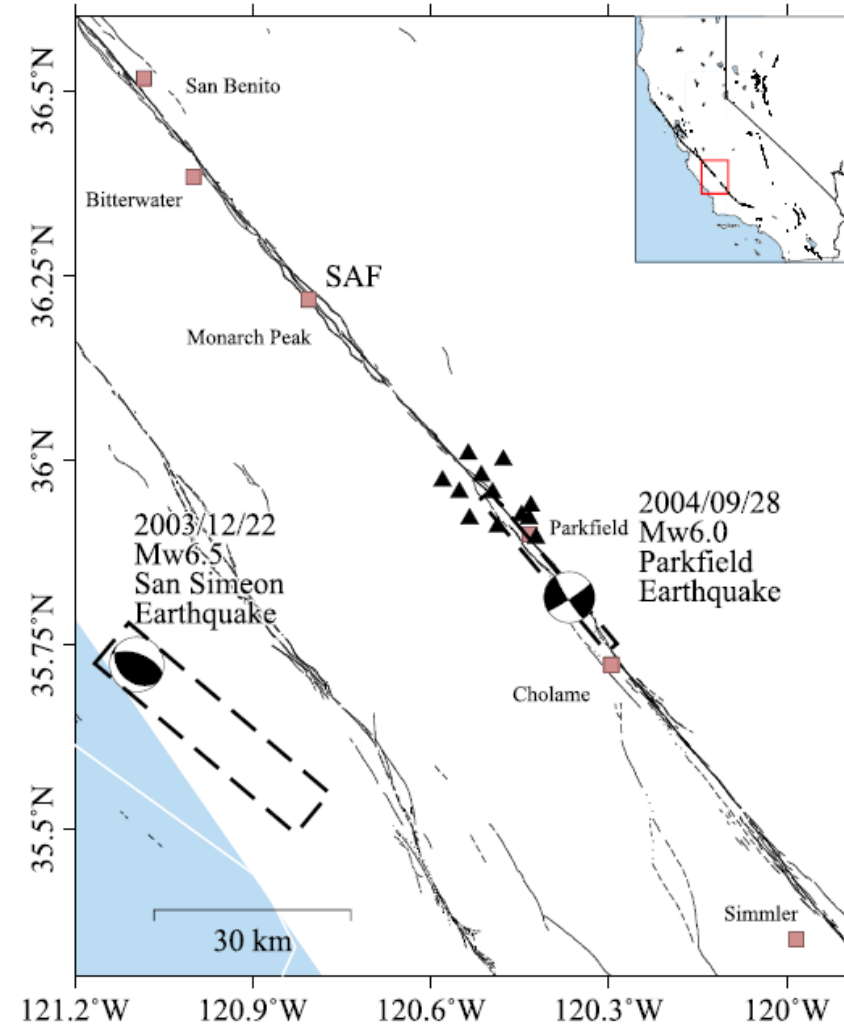 36.5°N
36.25°N
36°N
35.75°N
35.5°N
San Benito
Bitterwater
SAF
Monarch Peak
2003/12/22
Mw6.5
San Simeon
Earthquake
Parkfield
2004/09/28
Mw6.0
Parkfield
Earthquake
Cholame
Simmler
30 km
121.2°W
120.9°W
120.6°W
120.3°W
120°W